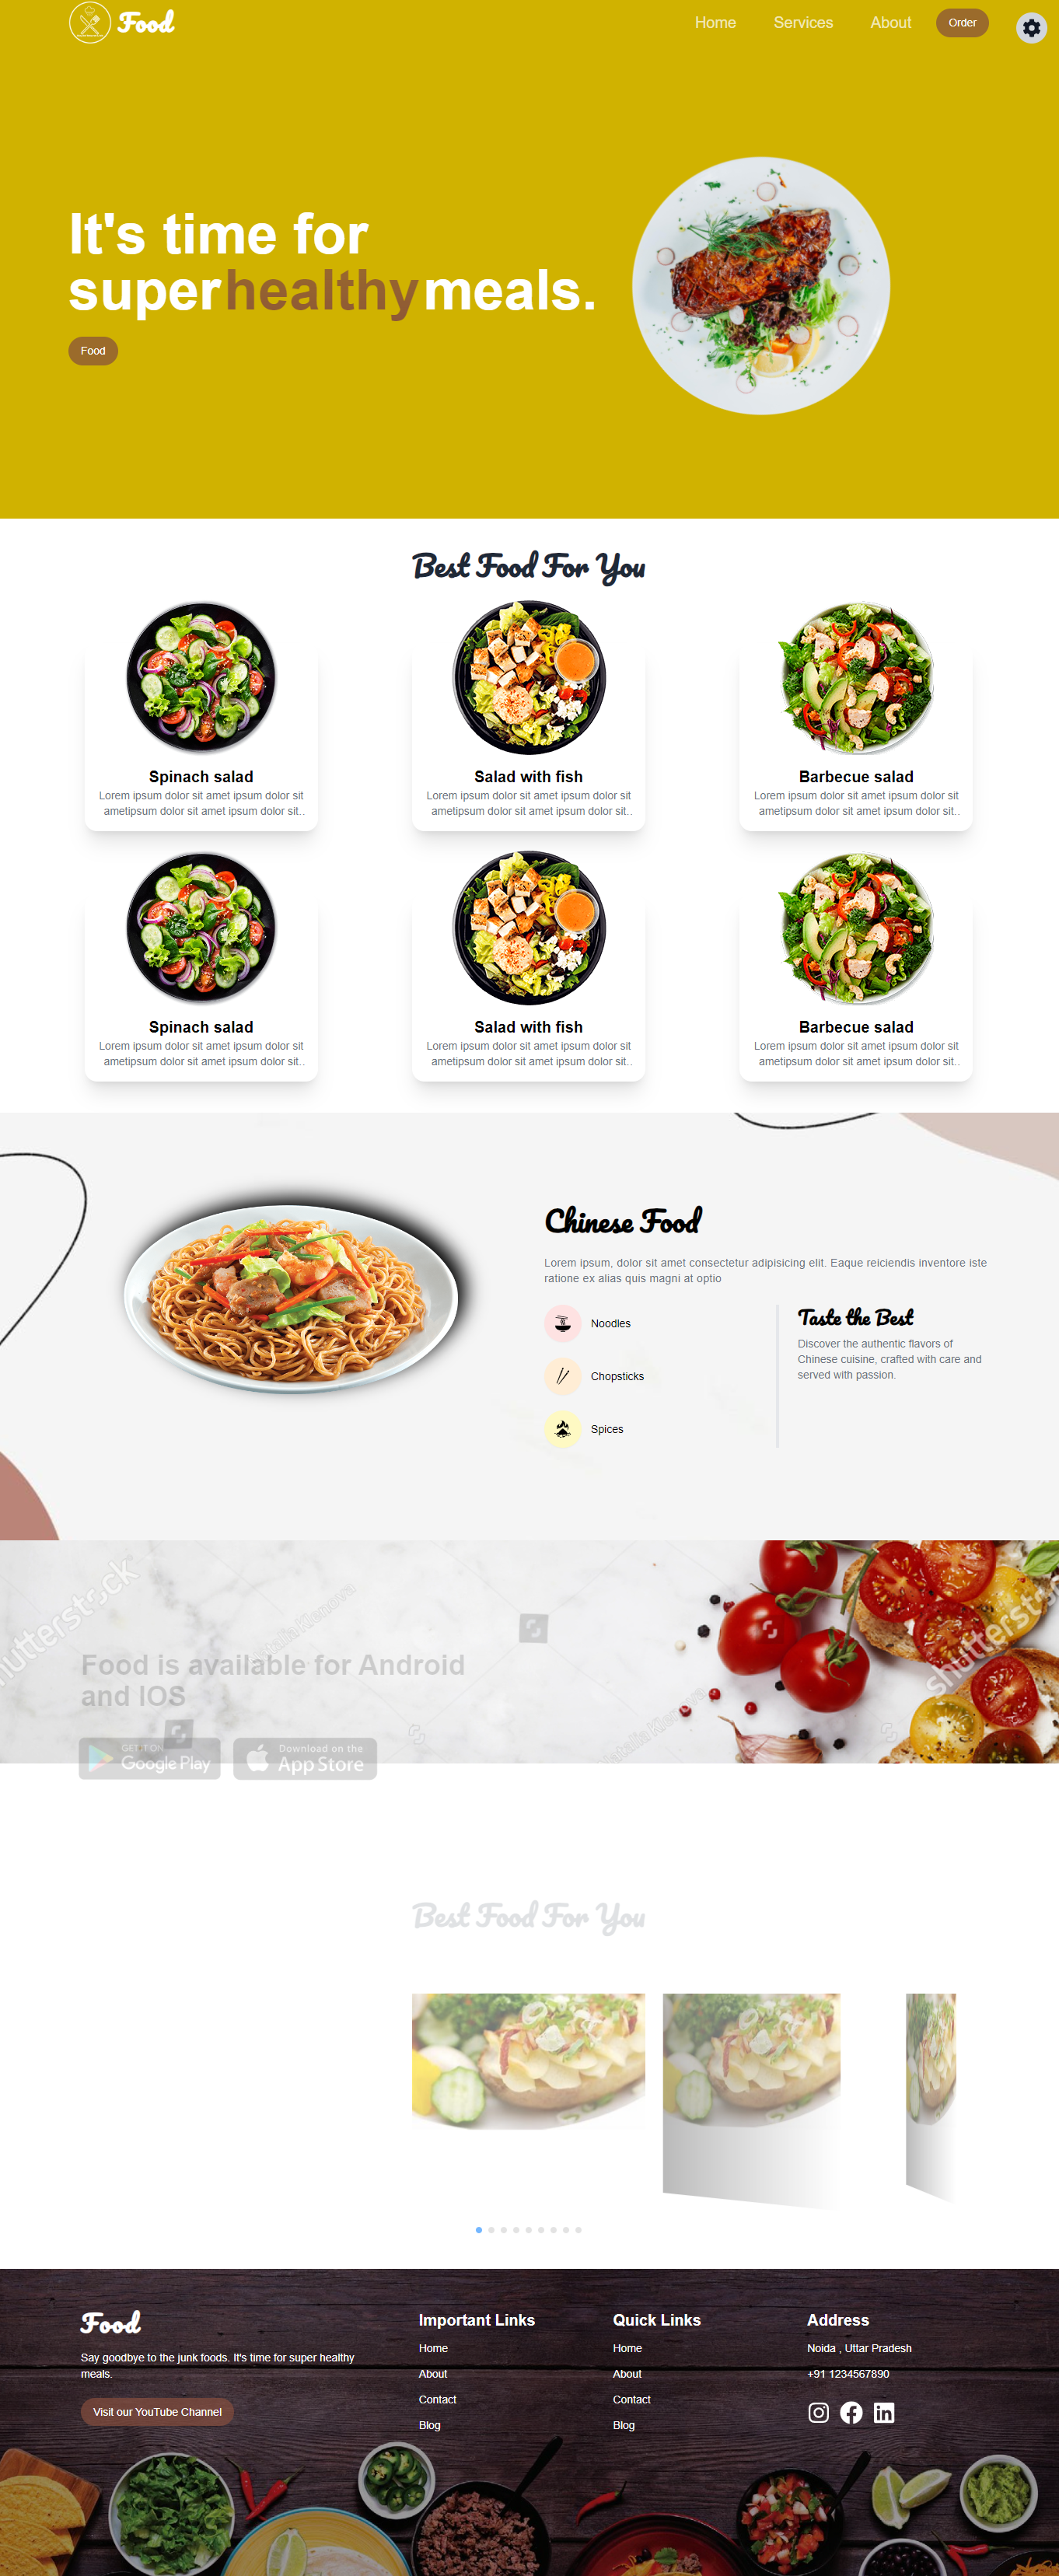 Food
Home
Services
About
Order
It's time for
super healthy meals.
Food
Best Food For You
Spinach salad
Lorem ipsum dolor sit amet ipsum dolor sit
ametipsum dolor sit amet ipsum dolor sit..
Salad with fish
Lorem ipsum dolor sit amet ipsum dolor sit
ametipsum dolor sit amet ipsum dolor sit..
Barbecue salad
Lorem ipsum dolor sit amet ipsum dolor sit
ametipsum dolor sit amet ipsum dolor sit..
Spinach salad
Lorem ipsum dolor sit amet ipsum dolor sit
ametipsum dolor sit amet ipsum dolor sit..
Salad with fish
Lorem ipsum dolor sit amet ipsum dolor sit
ametipsum dolor sit amet ipsum dolor sit..
Barbecue salad
Lorem ipsum dolor sit amet ipsum dolor sit
ametipsum dolor sit amet ipsum dolor sit..
Chinese Food
Lorem ipsum, dolor sit amet consectetur adipisicing elit. Eaque reiciendis inventore iste
ratione ex alias quis magni at optio
Noodles
Chopsticks
Spices
Taste the Best
Discover the authentic flavors of
Chinese cuisine, crafted with care and
served with passion.
shutterstock
Food is available for Android
and IOS
GET IT ON
Google Play
Download on the
App Store
Best Food For You
Food
Say goodbye to the junk foods. It's time for super healthy
meals.
Visit our YouTube Channel
Important Links
Home
About
Contact
Blog
Quick Links
Home
About
Contact
Blog
Address
Noida , Uttar Pradesh
+91 1234567890